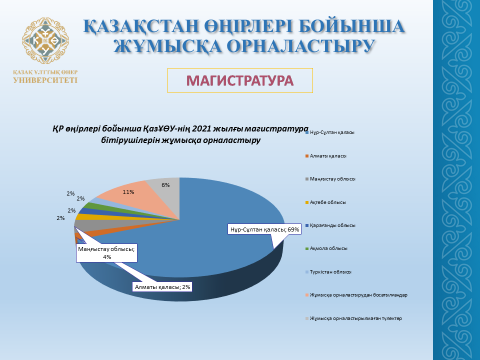 ҚАЗАҚСТАН ӨҢІРЛЕРІ БОЙЫНША
ЖҰМЫСҚА ОРНАЛАСТЫРУ
ҚАЗАҚ ҰЛТТЫҚ ӨНЕР
УНИВЕРСИТЕТІ
МАГИСТРАТУРА
ҚР өңірлері бойынша ҚазҰӨУ-нің 2021 жылғы магистратура
бітірушілерін жұмысқа орналастыру
Нұр-Сұлтан қаласы; 69%
Алматы қаласы; 2%
Маңғыстау облысы;
4%
2%
2%
2%
2%
11%
6%
Нұр-Сұлтан қаласы
Алматы қаласы
Маңғыстау облысы
Ақтөбе облысы
Қарағанды облысы
Ақмола облысы
Түркістан облысы
Жұмысқа орналастырудан босатылғандар
Жұмысқа орналастырылмаған түлектер